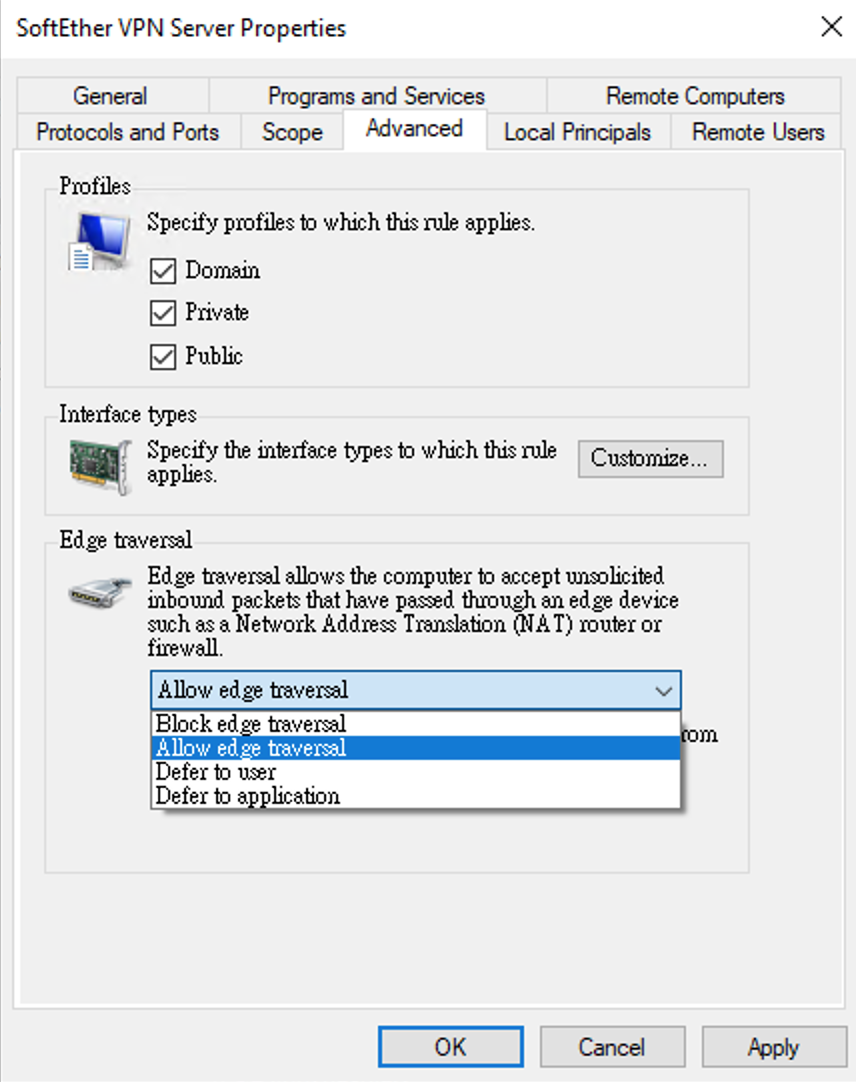 SoftEther VPN Server Properties
General
Programs and Services
Remote Computers
Protocols and Ports
Scope
Advanced
Local Principals
Remote Users
Profiles
Specify profiles to which this rule applies.
Domain
Private
Public
Interface types
Specify the interface types to which this rule
applies.
Customize...
Edge traversal
Edge traversal allows the computer to accept unsolicited
inbound packets that have passed through an edge device
such as a Network Address Translation (NAT) router or
firewall.
Allow edge traversal
Block edge traversal
Allow edge traversal
Defer to user
Defer to application
OK
Cancel
Apply